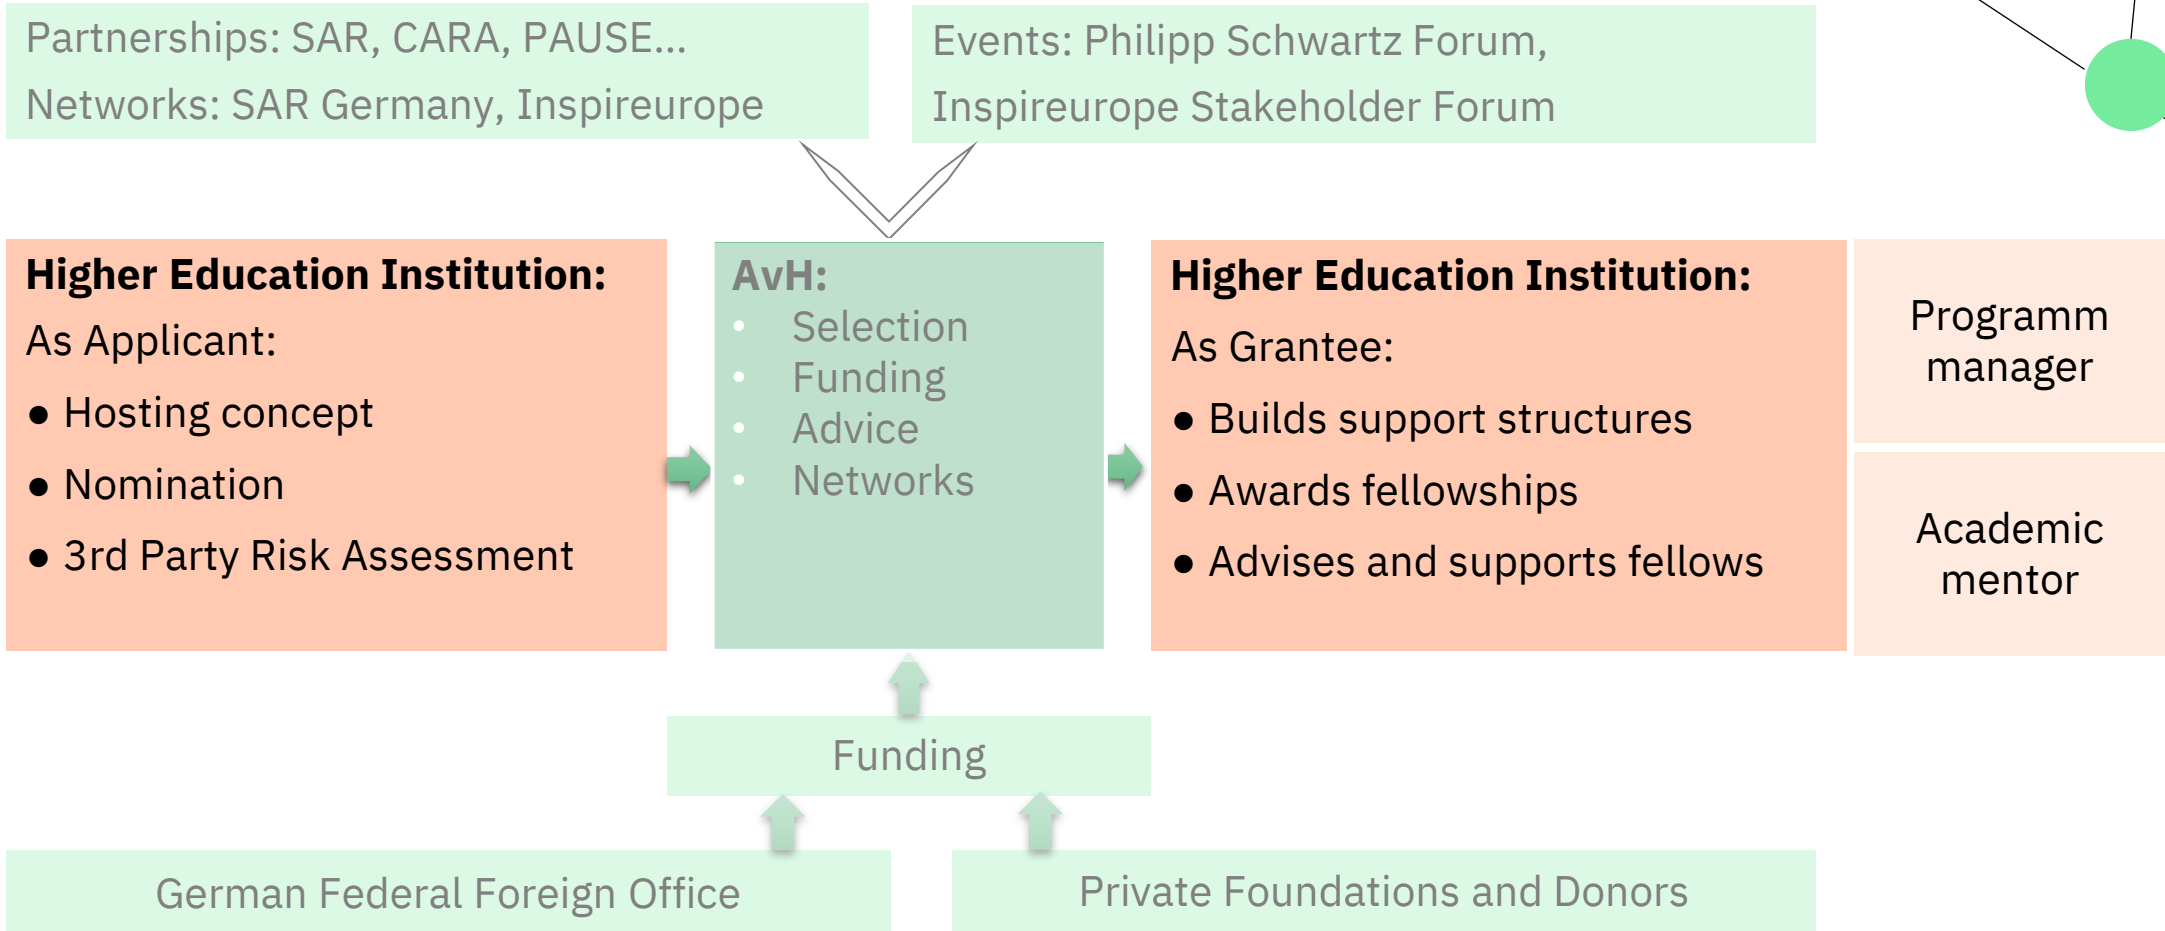 Partnerships: SAR, CARA, PAUSE...
Networks: SAR Germany, Inspireurope
Events: Philipp Schwartz Forum,
Inspireurope Stakeholder Forum
Higher Education Institution:
As Applicant:
● Hosting concept
● Nomination
● 3rd Party Risk Assessment
AvH:
• Selection
• Funding
• Advice
• Networks
Higher Education Institution:
As Grantee:
● Builds support structures
● Awards fellowships
● Advises and supports fellows
Programm
manager
Academic
mentor
Funding
German Federal Foreign Office
Private Foundations and Donors